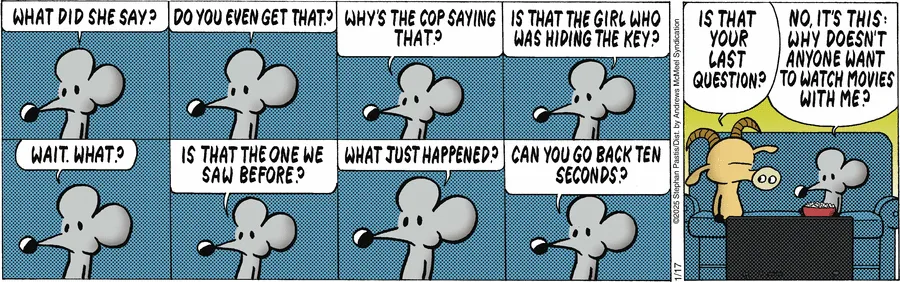 WHAT DID SHE SAY?
DO YOU EVEN GET THAT?
WHY'S THE COP SAYING
THAT?
IS THAT THE GIRL WHO
WAS HIDING THE KEY?
WAIT. WHAT?
IS THAT THE ONE WE
SAW BEFORE?
WHAT JUST HAPPENED?
CAN YOU GO BACK TEN
SECONDS?
©2025 Stephan Pastis/Dist. by Andrews McMeel Syndication
1/17
IS THAT
YOUR
LAST
QUESTION?
NO, IT'S THIS:
WHY DOESN'T
ANYONE WANT
TO WATCH MOVIES
WITH ME?